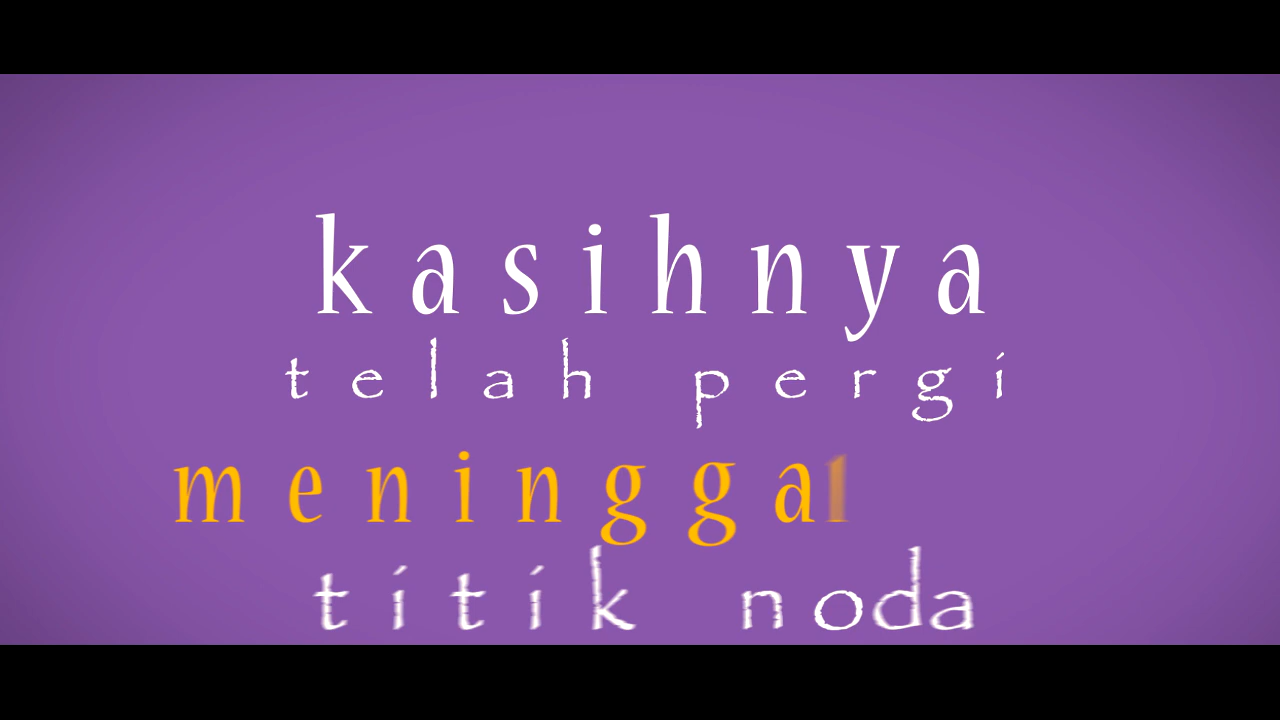 kasihnya
telah pergi
meninggal
titik noda